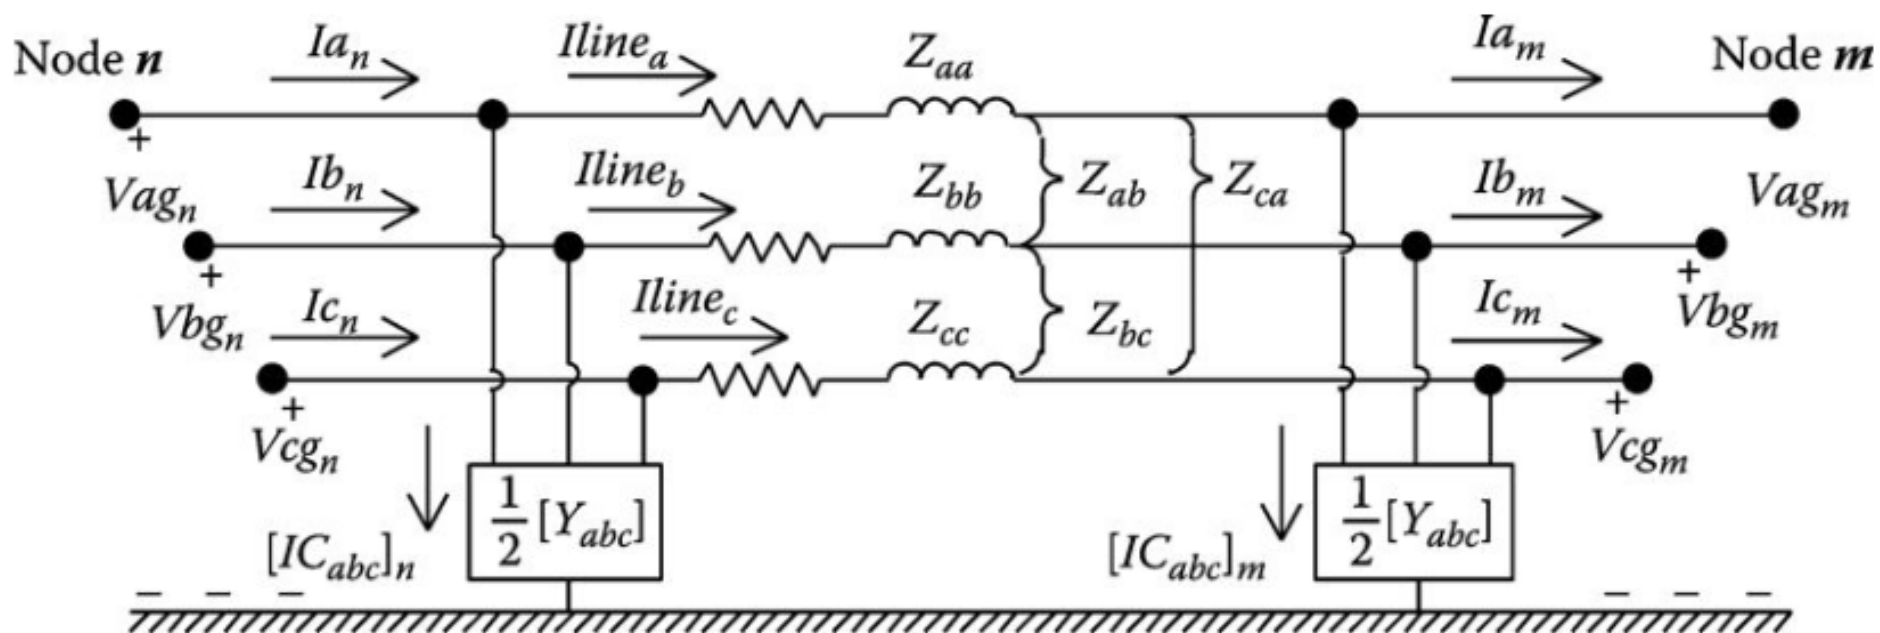 Node n
Ia_n
Iline_a
Z_aa
Ia_m
Node m
+
Vag_n
Ib_n
Iline_b
Z_bb
Z_ab
Z_ca
Ib_m
Vag_m
+
Vbg_n
Ic_n
Iline_c
Z_cc
Z_bc
Ic_m
+
Vbg_m
+
Vcg_n
+
Vcg_m
[IC_abc]_n
1/2 [Y_abc]
[IC_abc]_m
1/2 [Y_abc]